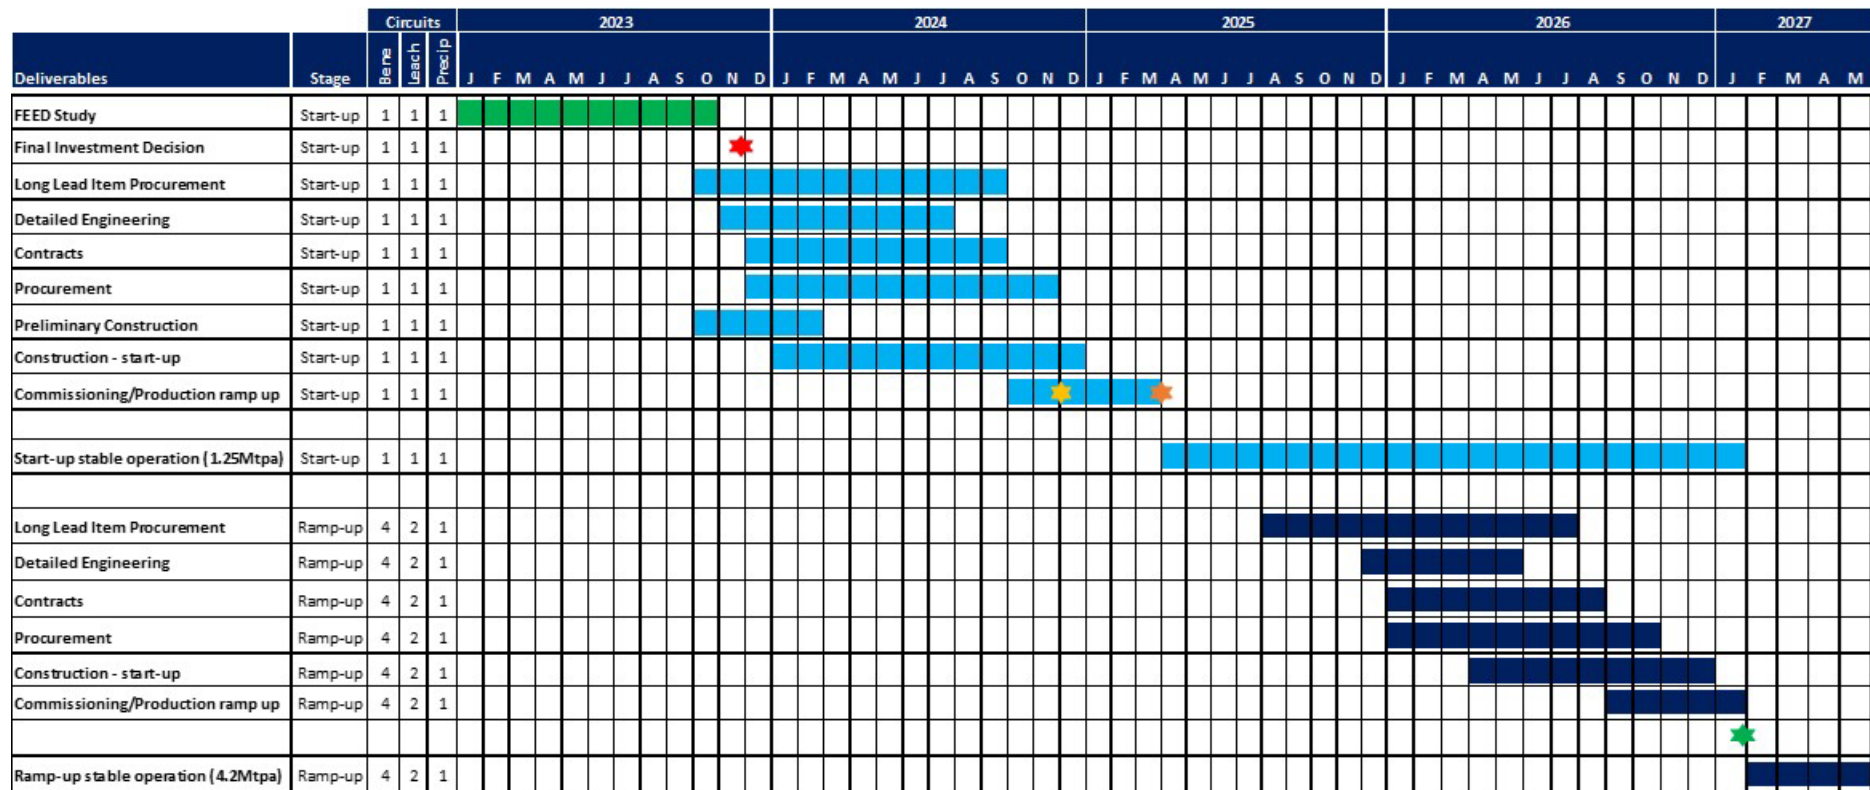 Circuits 2023 2024 2025 2026 2027
Deliverables Stage Bene Leach Precip J F M A M J J A S O N D J F M A M J J A S O N D J F M A M J J A S O N D J F M A M J J A S O N D J F M A M
FEED Study Start-up 1 1 1
Final Investment Decision Start-up 1 1 1
Long Lead Item Procurement Start-up 1 1 1
Detailed Engineering Start-up 1 1 1
Contracts Start-up 1 1 1
Procurement Start-up 1 1 1
Preliminary Construction Start-up 1 1 1
Construction - start-up Start-up 1 1 1
Commissioning/Production ramp up Start-up 1 1 1
Start-up stable operation (1.25Mtpa) Start-up 1 1 1
Long Lead Item Procurement Ramp-up 4 2 1
Detailed Engineering Ramp-up 4 2 1
Contracts Ramp-up 4 2 1
Procurement Ramp-up 4 2 1
Construction - start-up Ramp-up 4 2 1
Commissioning/Production ramp up Ramp-up 4 2 1
Ramp-up stable operation (4.2Mtpa) Ramp-up 4 2 1